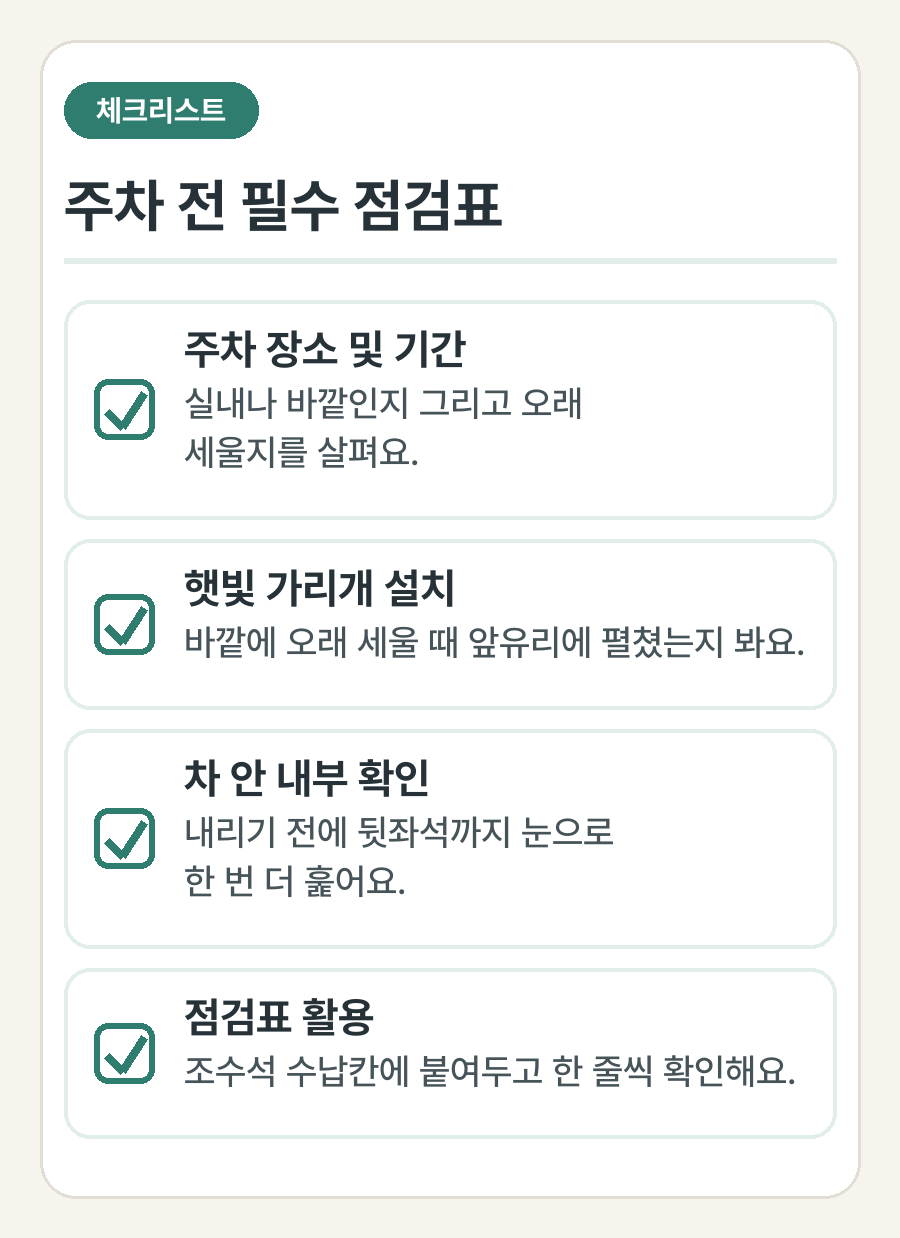 체크리스트
주차 전 필수 점검표
주차 장소 및 기간
실내나 바깥인지 그리고 오래
세울지를 살펴요.
햇빛 가리개 설치
바깥에 오래 세울 때 앞유리에 펼쳤는지 봐요.
차 안 내부 확인
내리기 전에 뒷좌석까지 눈으로
한 번 더 훑어요.
점검표 활용
조수석 수납칸에 붙여두고 한 줄씩 확인해요.